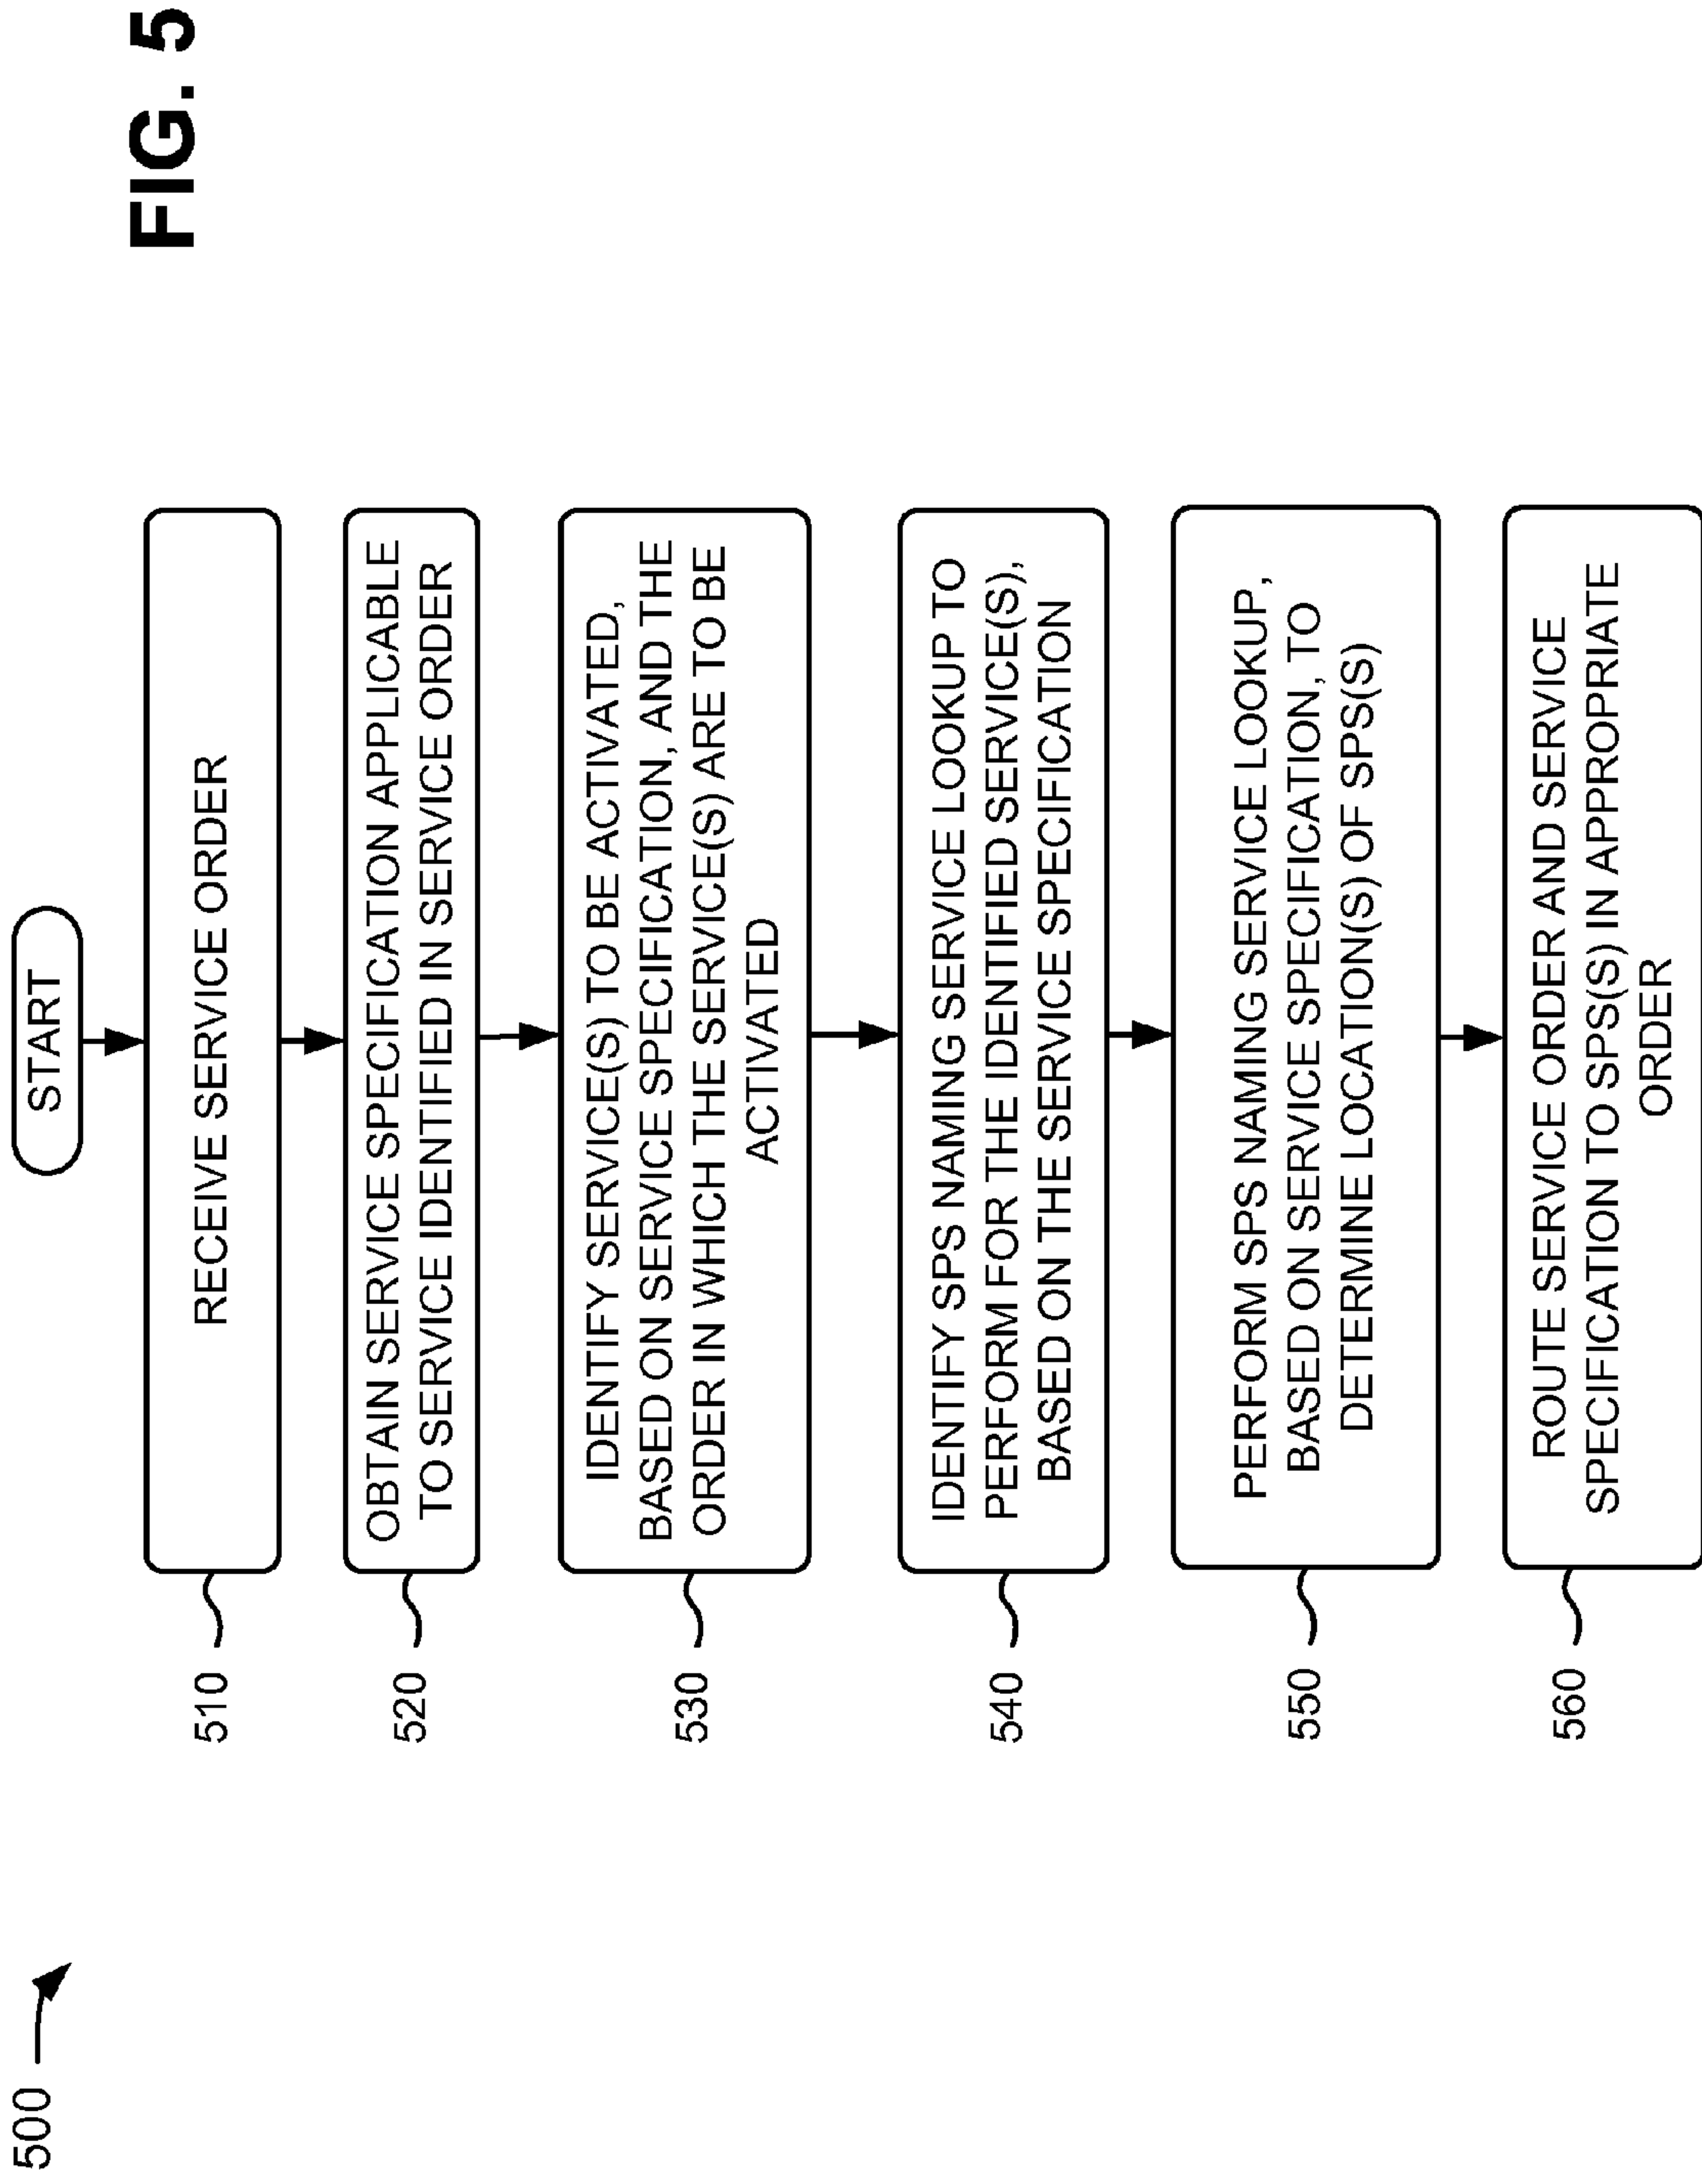 500
START
510
RECEIVE SERVICE ORDER
520
OBTAIN SERVICE SPECIFICATION APPLICABLE
TO SERVICE IDENTIFIED IN SERVICE ORDER
530
IDENTIFY SERVICE(S) TO BE ACTIVATED,
BASED ON SERVICE SPECIFICATION, AND THE
ORDER IN WHICH THE SERVICE(S) ARE TO BE
ACTIVATED
540
IDENTIFY SPS NAMING SERVICE LOOKUP TO
PERFORM FOR THE IDENTIFIED SERVICE(S),
BASED ON THE SERVICE SPECIFICATION
550
PERFORM SPS NAMING SERVICE LOOKUP,
BASED ON SERVICE SPECIFICATION, TO
DETERMINE LOCATION(S) OF SPS(S)
560
ROUTE SERVICE ORDER AND SERVICE
SPECIFICATION TO SPS(S) IN APPROPRIATE
ORDER
FIG. 5